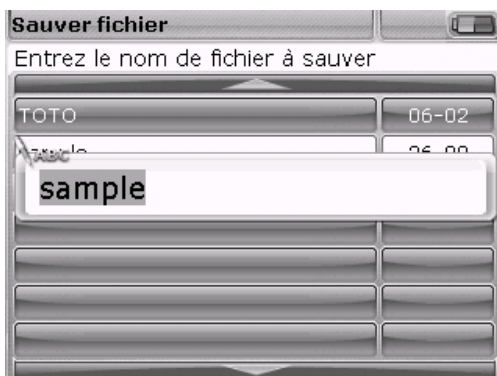 Sauver fichier
Entrez le nom de fichier à sauver
TOTO 06-02
ABC
sample